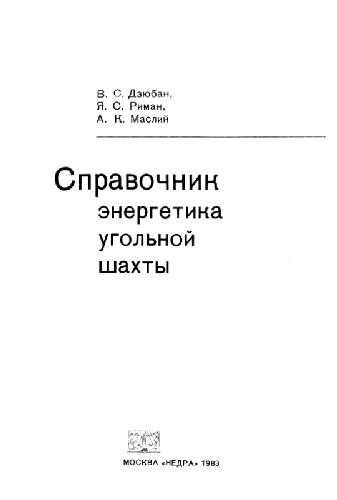 В. С. Дзюбан,
Я. С. Риман,
А. К. Маслий
Справочник
энергетика
угольной
шахты
МОСКВА «НЕДРА» 1983